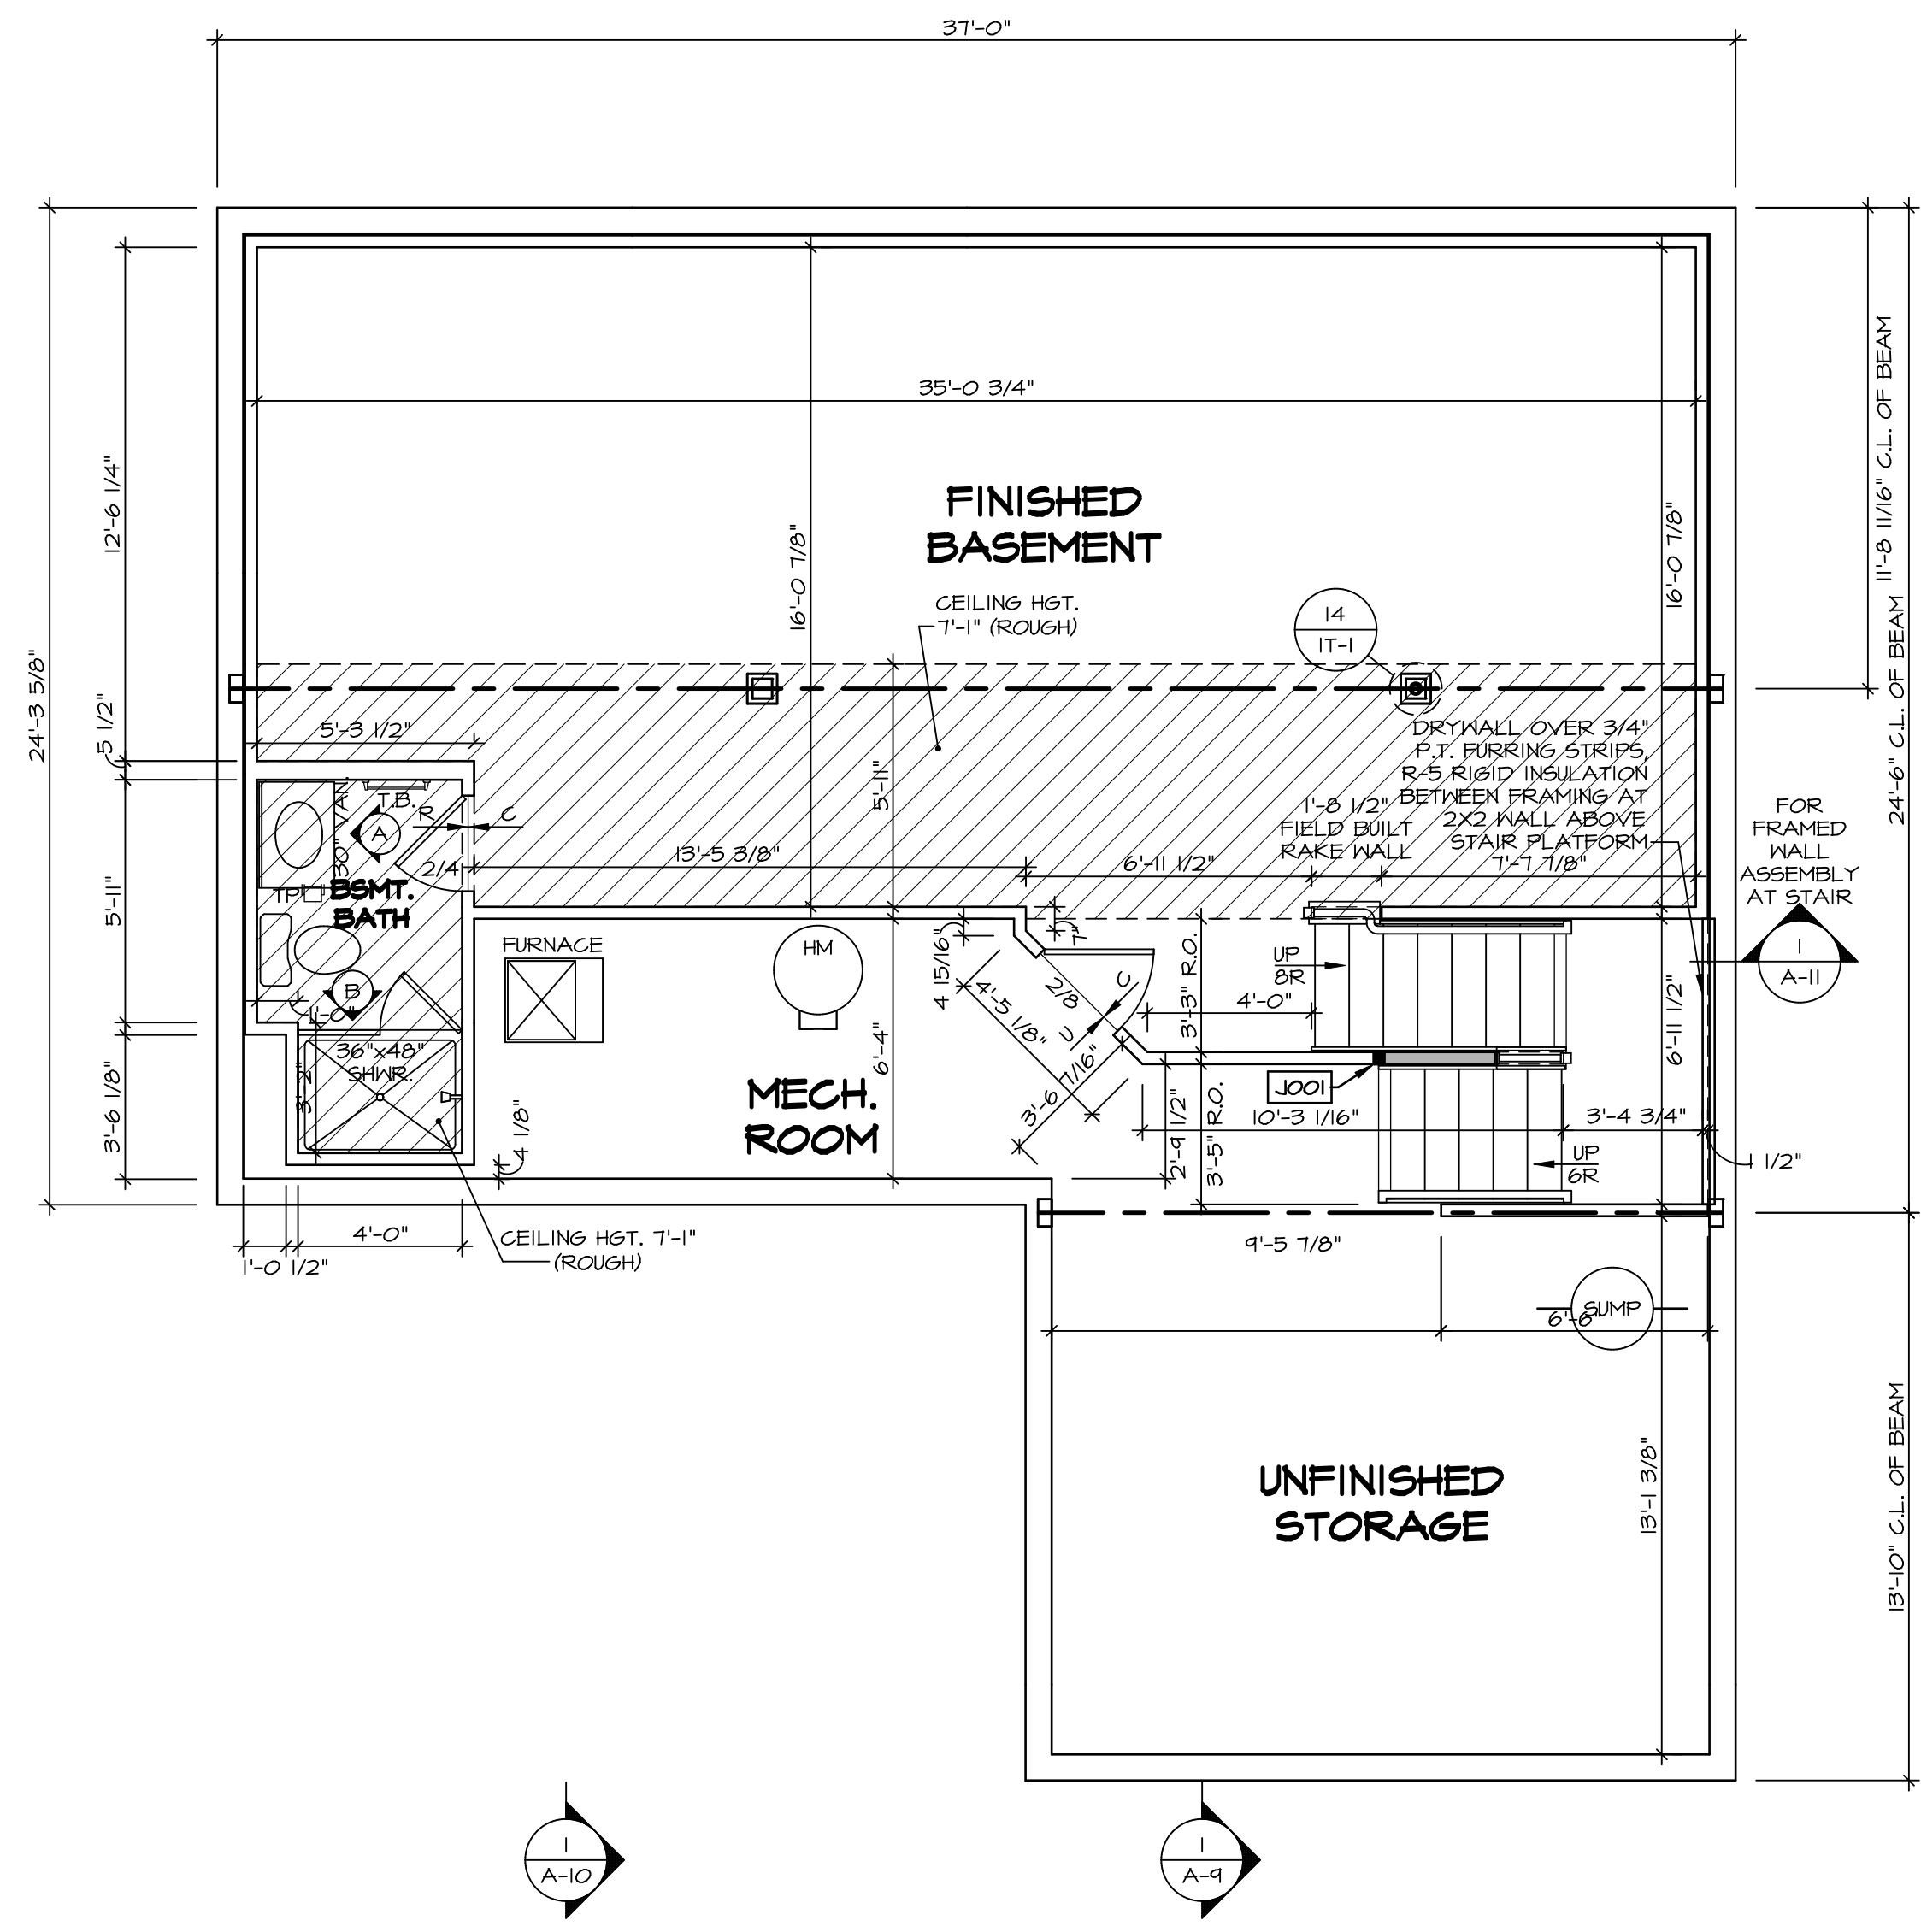 37'-0"
24'-3 5/8"
12'-6 1/4"
5 1/2"
5'-11"
3'-6 1/8"
35'-0 3/4"
16'-0 7/8"
16'-0 7/8"
11'-8 11/16" C.L. OF BEAM
24'-6" C.L. OF BEAM
13'-10" C.L. OF BEAM
FINISHED
BASEMENT
CEILING HGT.
7'-1" (ROUGH)
14
1T-1
DRYWALL OVER 3/4"
P.T. FURRING STRIPS,
R-5 RIGID INSULATION
BETWEEN FRAMING AT
2X2 WALL ABOVE
STAIR PLATFORM
1'-8 1/2"
FIELD BUILT
RAKE WALL
7'-7 7/8"
6'-11 1/2"
13'-5 3/8"
5'-11"
5'-3 1/2"
FOR
FRAMED
WALL
ASSEMBLY
AT STAIR
1
A-11
30" VAN.
T.B.
R
C
A
2/4
TP
BSMT.
BATH
B
1'-0"
36"x48"
SHWR.
3'-2"
FURNACE
HW
MECH.
ROOM
6'-4"
4 1/8"
4 15/16"
7"
4'-5 1/8"
2/8
C
U
3'-6 7/16"
3'-3" R.O.
4'-0"
UP
8R
6'-11 1/2"
J001
10'-3 1/16"
3'-4 3/4"
2'-9 1/2"
3'-5" R.O.
UP
6R
1 1/2"
4'-0"
1'-0 1/2"
CEILING HGT. 7'-1"
(ROUGH)
9'-5 7/8"
SUMP
6'-6"
UNFINISHED
STORAGE
13'-1 3/8"
1
A-10
1
A-9